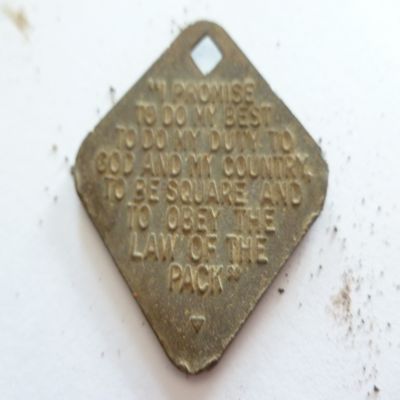 "I PROMISE
TO DO MY BEST
TO DO MY DUTY TO
GOD AND MY COUNTRY,
TO BE SQUARE AND
TO OBEY THE
LAW OF THE
PACK"